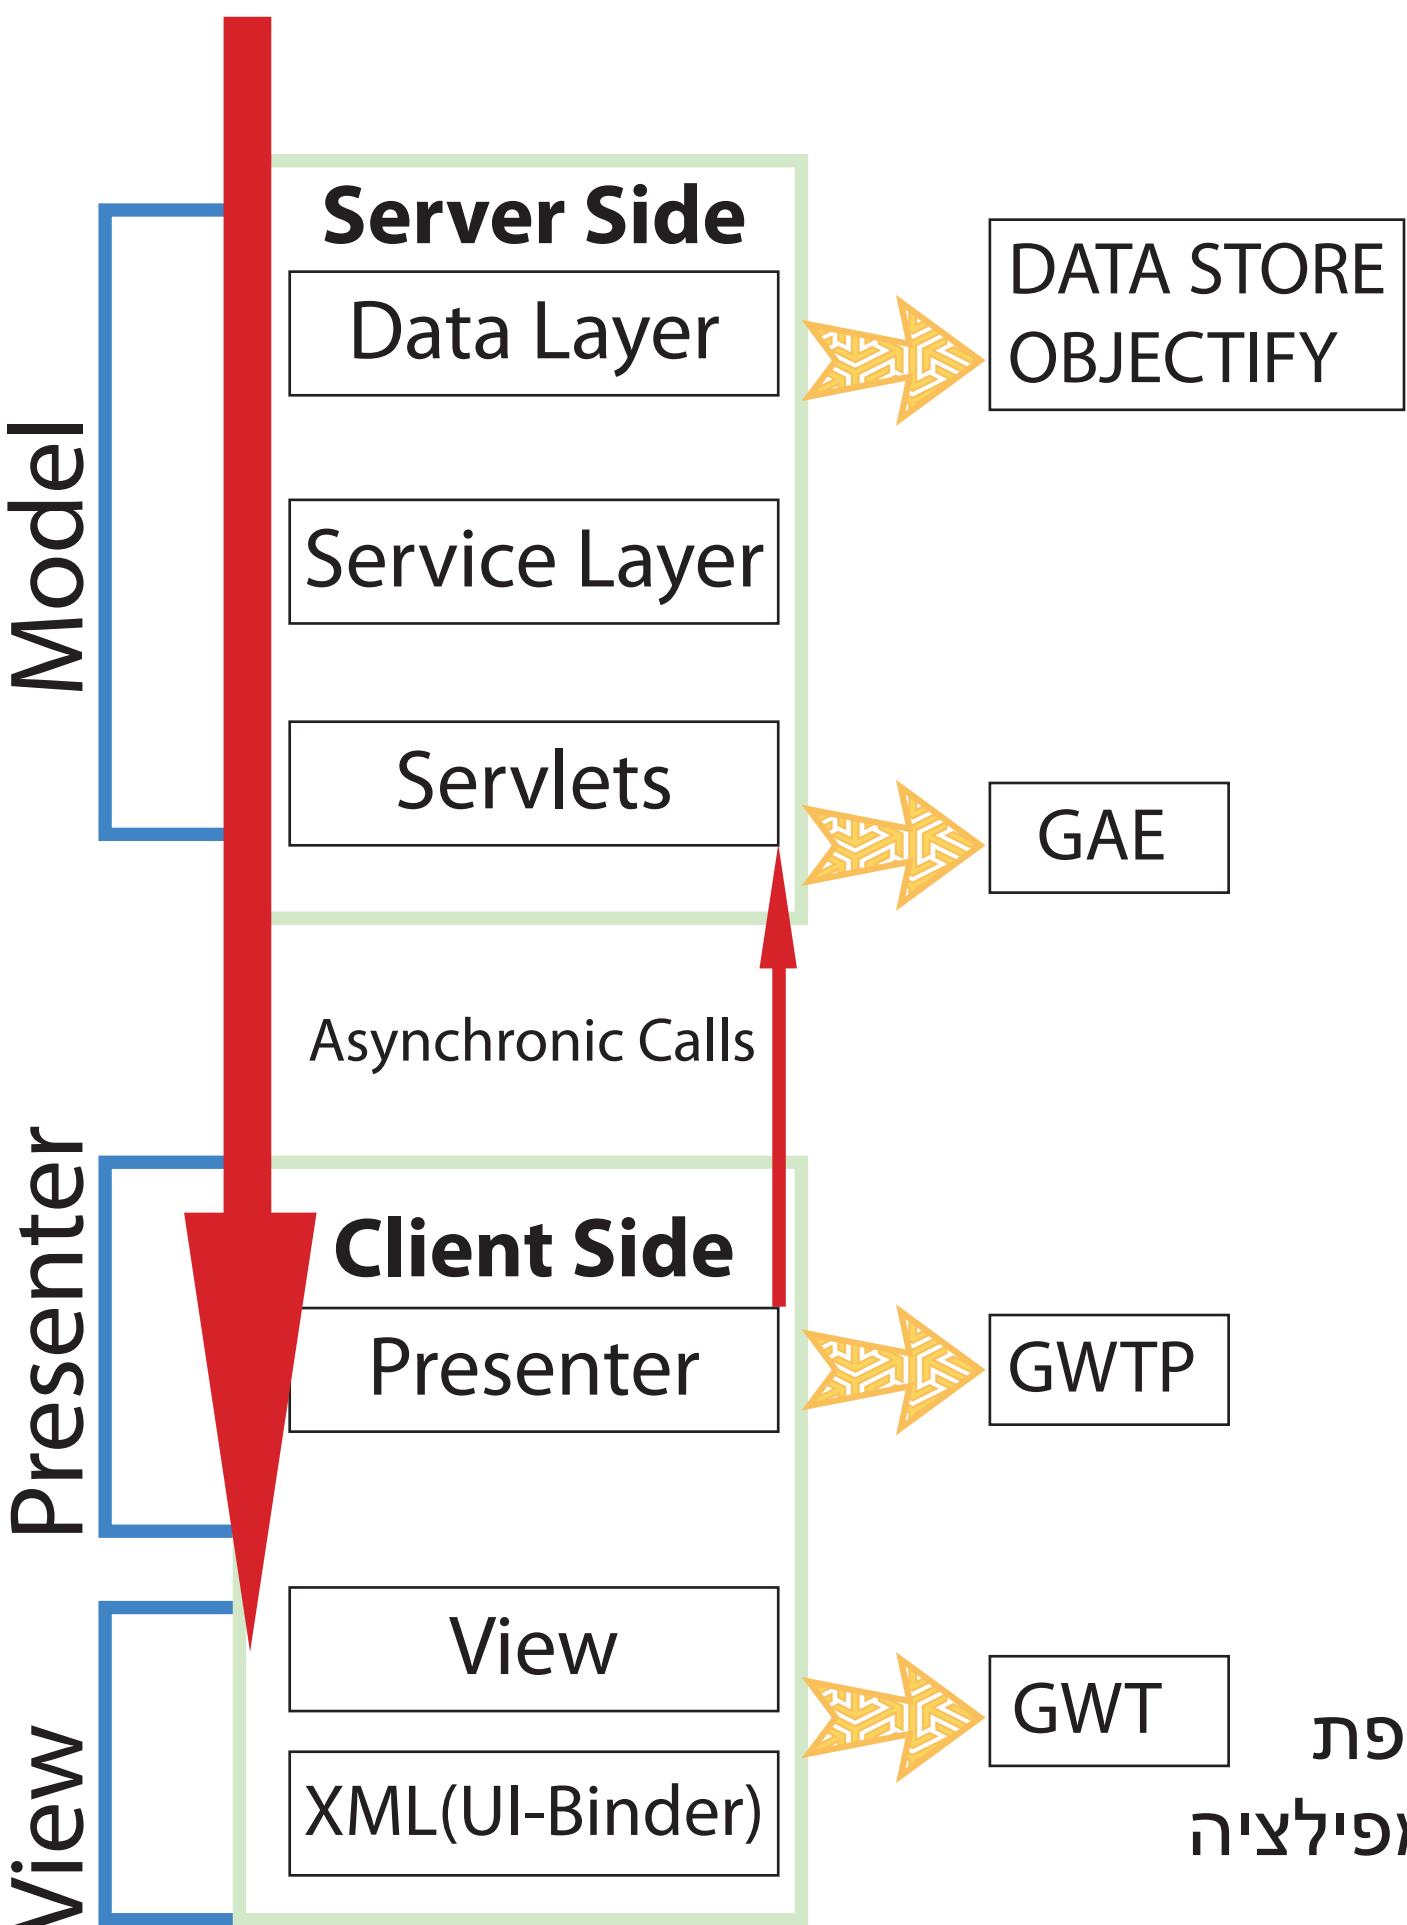 Server Side
Data Layer
DATA STORE
OBJECTIFY
Model
Service Layer
Servlets
GAE
Asynchronic Calls
Presenter
Client Side
Presenter
GWTP
View
View
GWT
XML(UI-Binder)